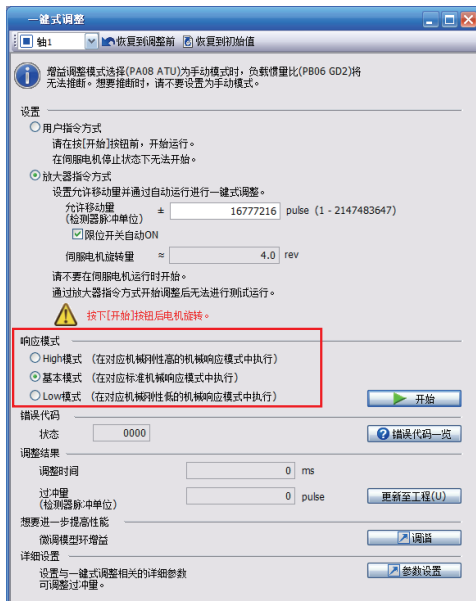 一键式调整
轴1
恢复到调整前
恢复到初始值
增益调整模式选择(PA08 ATU)为手动模式时，负载惯量比(PB06 GD2)将
无法推断。想要推断时，请不要设置为手动模式。
设置
用户指令方式
请在按[开始]按钮前，开始运行。
在伺服电机停止状态下无法开始。
放大器指令方式
设置允许移动量并通过自动运行进行一键式调整。
允许移动量
(检测器脉冲单位)
± 16777216 pulse (1 - 2147483647)
限位开关自动ON
伺服电机旋转量 ≈ 4.0 rev
请不要在伺服电机运行时开始。
通过放大器指令方式开始调整后无法进行测试运行。
按下[开始]按钮后电机旋转。
响应模式
High模式 (在对应机械刚性高的机械响应模式中执行)
基本模式 (在对应标准机械响应模式中执行)
Low模式 (在对应机械刚性低的机械响应模式中执行)
开始
错误代码
状态 0000
错误代码一览
调整结果
调整时间 0 ms
过冲量
(检测器脉冲单位)
0 pulse
更新至工程(U)
想要进一步提高性能
微调模型环增益
调谐
详细设置
设置与一键式调整相关的详细参数
可调整过冲量。
参数设置